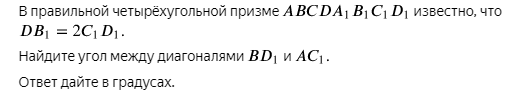 В правильной четырёхугольной призме ABCDA₁B₁C₁D₁ известно, что
DB₁ = 2C₁D₁.
Найдите угол между диагоналями BD₁ и AC₁.
Ответ дайте в градусах.